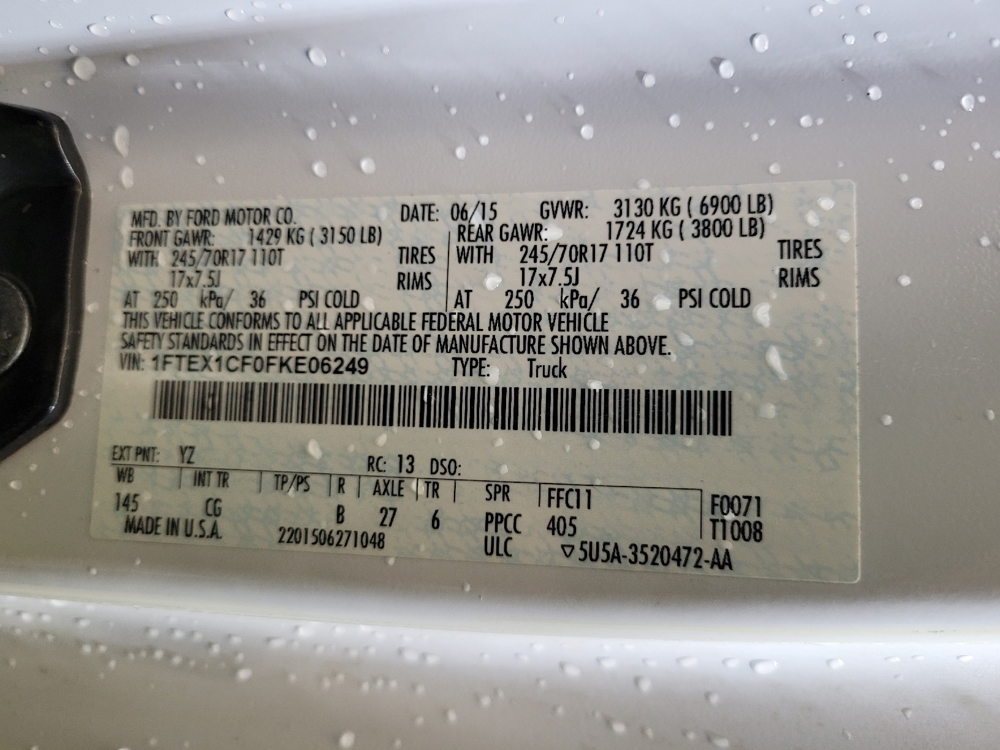 MFD. BY FORD MOTOR CO. DATE: 06/15 GVWR: 3130 KG ( 6900 LB)
FRONT GAWR: 1429 KG ( 3150 LB) REAR GAWR: 1724 KG ( 3800 LB)
WITH 245/70R17 110T TIRES WITH 245/70R17 110T TIRES
17x7.5J RIMS 17x7.5J RIMS
AT 250 kPa/ 36 PSI COLD AT 250 kPa/ 36 PSI COLD
THIS VEHICLE CONFORMS TO ALL APPLICABLE FEDERAL MOTOR VEHICLE
SAFETY STANDARDS IN EFFECT ON THE DATE OF MANUFACTURE SHOWN ABOVE.
VIN: 1FTEX1CF0FKE06249 TYPE: Truck
EXT PNT: YZ RC: 13 DSO:
WB INT TR TP/PS R AXLE TR SPR FFC11 F0071
145 CG B 27 6 PPCC 405 T1008
MADE IN U.S.A. 2201506271048 ULC ▽5U5A-3520472-AA